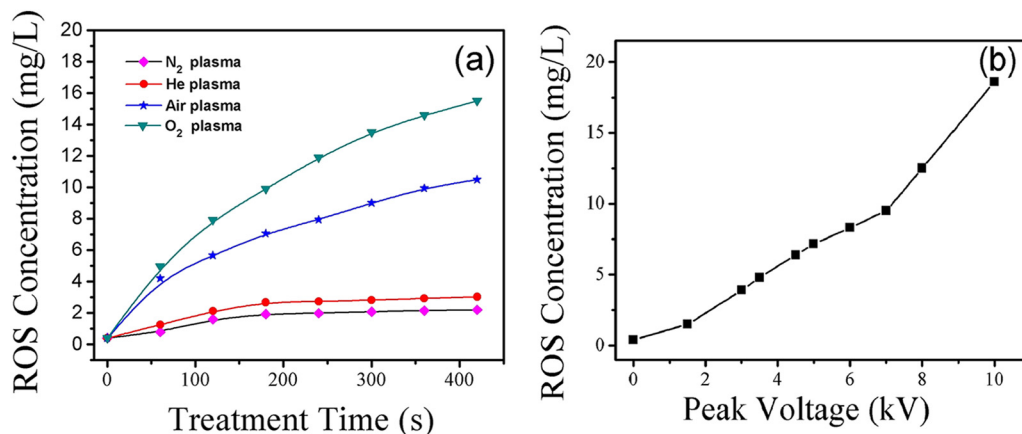 (a)
ROS Concentration (mg/L)
20
18
16
14
12
10
8
6
4
2
0
N₂ plasma
He plasma
Air plasma
O₂ plasma
0 100 200 300 400
Treatment Time (s)
(b)
ROS Concentration (mg/L)
20
15
10
5
0
0 2 4 6 8 10
Peak Voltage (kV)